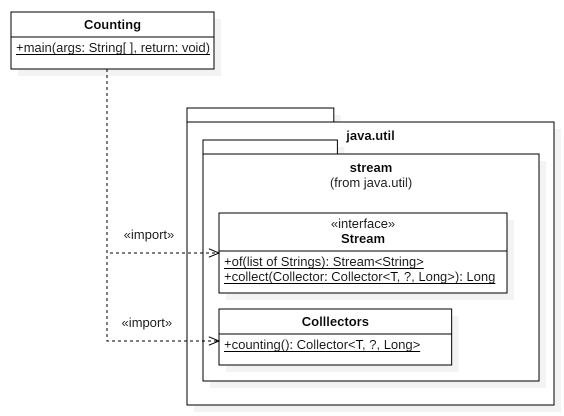 Counting
+main(args: String[ ], return: void)
java.util
stream
(from java.util)
«import»
«interface»
Stream
+of(list of Strings): Stream<String>
+collect(Collector: Collector<T, ?, Long>): Long
«import»
Colllectors
+counting(): Collector<T, ?, Long>